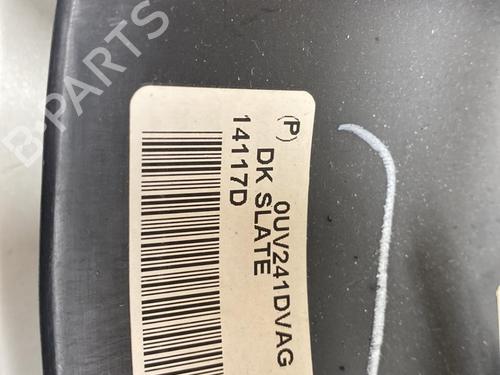 (P) 0UV241DVAG
DK SLATE
14117D
B-PARTS